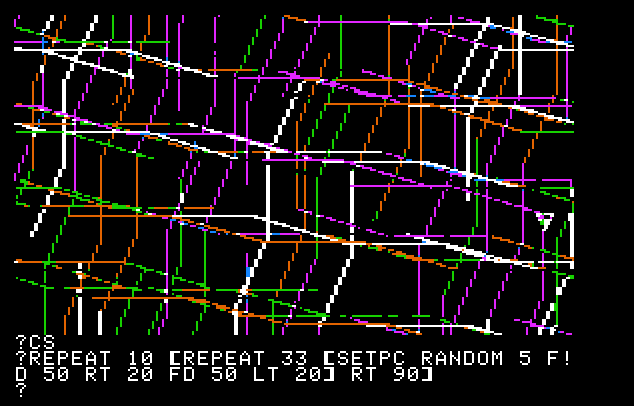 ?CS
?REPEAT 10 [REPEAT 33 [SETPC RANDOM 5 F!
D 50 RT 20 FD 50 LT 20] RT 90]
?